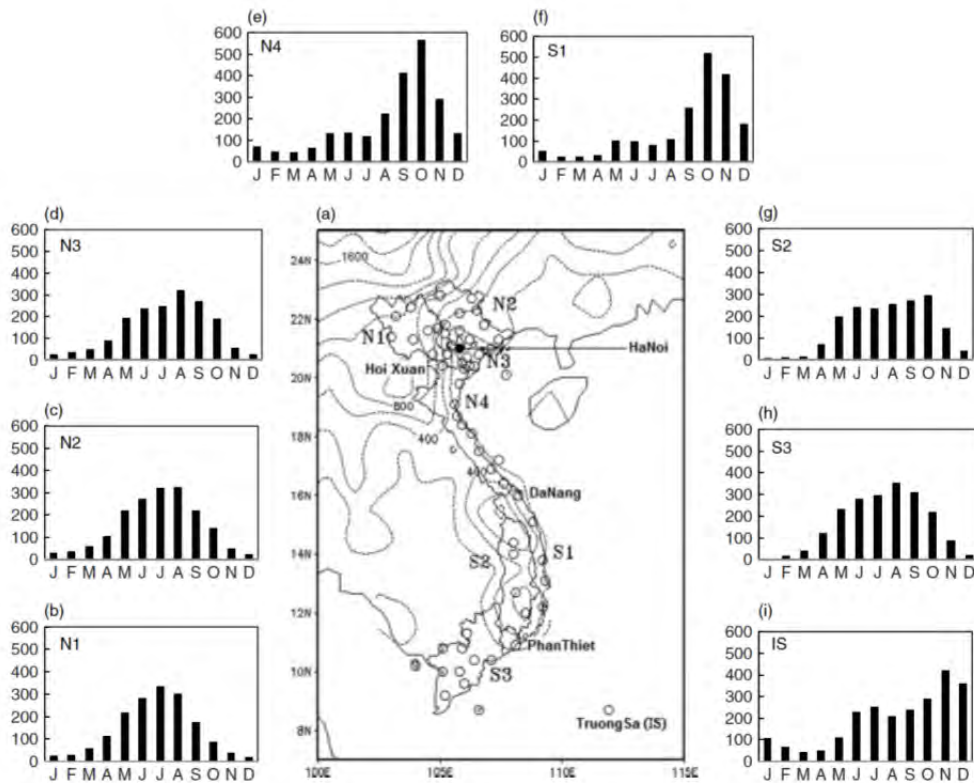 (e)
N4
600
500
400
300
200
100
0
J F M A M J J A S O N D
(f)
S1
600
500
400
300
200
100
0
J F M A M J J A S O N D
(d)
N3
600
500
400
300
200
100
0
J F M A M J J A S O N D
(c)
N2
600
500
400
300
200
100
0
J F M A M J J A S O N D
(b)
N1
600
500
400
300
200
100
0
J F M A M J J A S O N D
(a)
24N
22N
20N
18N
16N
14N
12N
10N
8N
100E 105E 110E 115E
1600
N2
N1
HaNoi
N3
Hoi Xuan
800
N4
400
400
DaNang
S1
S2
PhanThiet
S3
TruongSa (IS)
(g)
S2
600
500
400
300
200
100
0
J F M A M J J A S O N D
(h)
S3
600
500
400
300
200
100
0
J F M A M J J A S O N D
(i)
IS
600
500
400
300
200
100
0
J F M A M J J A S O N D